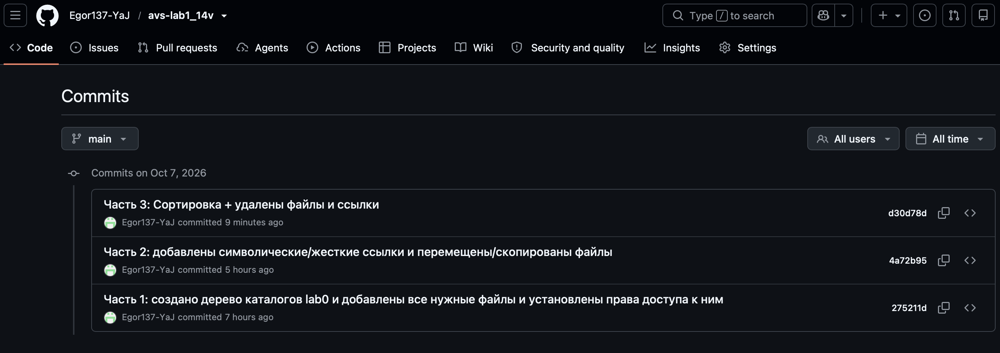 Egor137-YaJ / avs-lab1_14v
Type / to search
Code Issues Pull requests Agents Actions Projects Wiki Security and quality Insights Settings
Commits
main
All users
All time
Commits on Oct 7, 2026
Часть 3: Сортировка + удалены файлы и ссылки
Egor137-YaJ committed 9 minutes ago
d30d78d
Часть 2: добавлены символические/жесткие ссылки и перемещены/скопированы файлы
Egor137-YaJ committed 5 hours ago
4a72b95
Часть 1: создано дерево каталогов lab0 и добавлены все нужные файлы и установлены права доступа к ним
Egor137-YaJ committed 7 hours ago
275211d